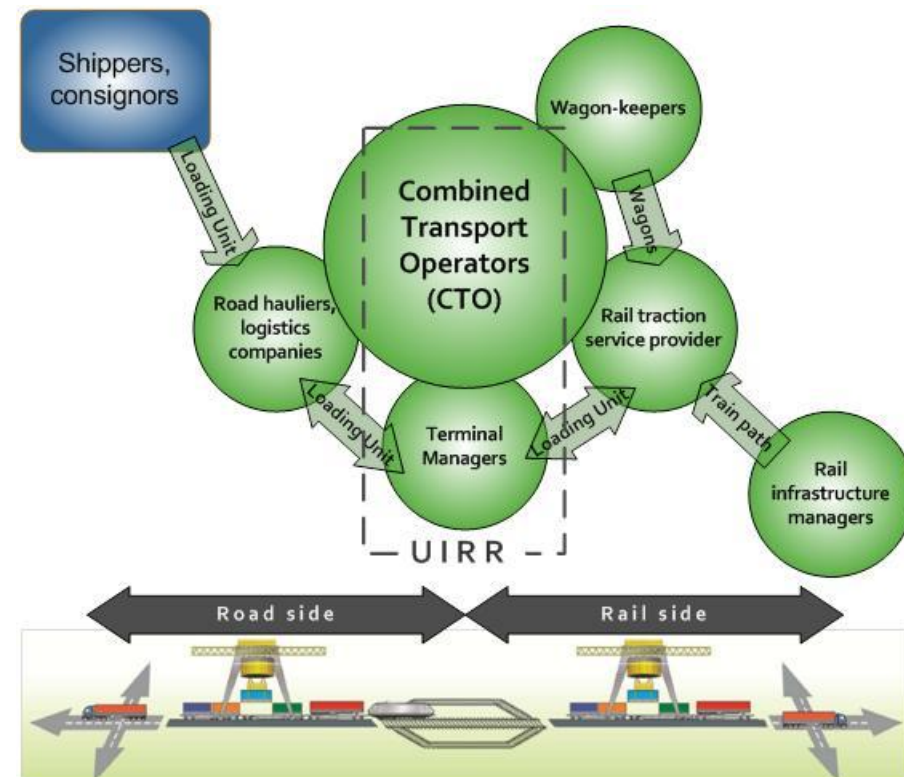 Shippers,
consignors
Wagon-keepers
Loading Unit
Combined
Transport
Operators
(CTO)
Wagons
Road hauliers,
logistics
companies
Rail traction
service provider
Loading Unit
Terminal
Managers
Loading Unit
Train path
Rail
infrastructure
managers
UIRR
Road side
Rail side